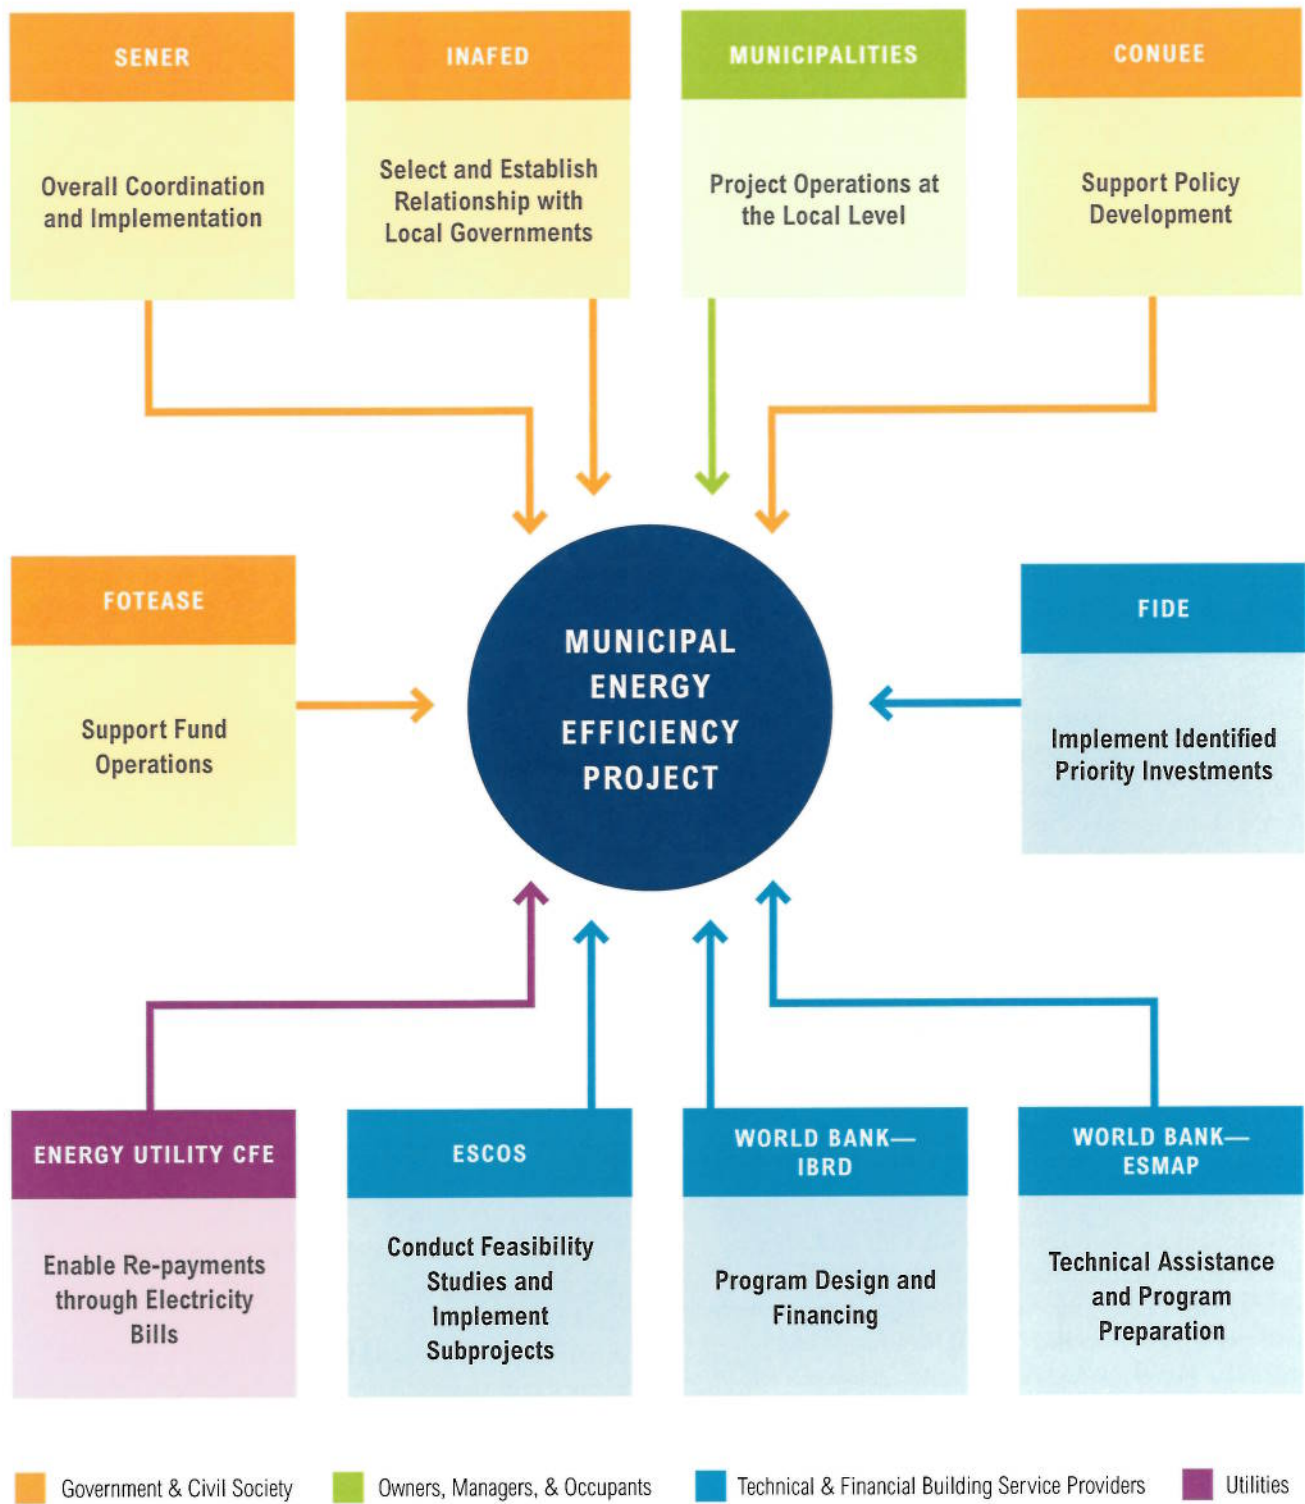 SENER
Overall Coordination
and Implementation
INAFED
Select and Establish
Relationship with
Local Governments
MUNICIPALITIES
Project Operations at
the Local Level
CONUEE
Support Policy
Development
FOTEASE
Support Fund
Operations
MUNICIPAL
ENERGY
EFFICIENCY
PROJECT
FIDE
Implement Identified
Priority Investments
ENERGY UTILITY CFE
Enable Re-payments
through Electricity
Bills
ESCOS
Conduct Feasibility
Studies and
Implement
Subprojects
WORLD BANK—
IBRD
Program Design and
Financing
WORLD BANK—
ESMAP
Technical Assistance
and Program
Preparation
Government & Civil Society
Owners, Managers, & Occupants
Technical & Financial Building Service Providers
Utilities